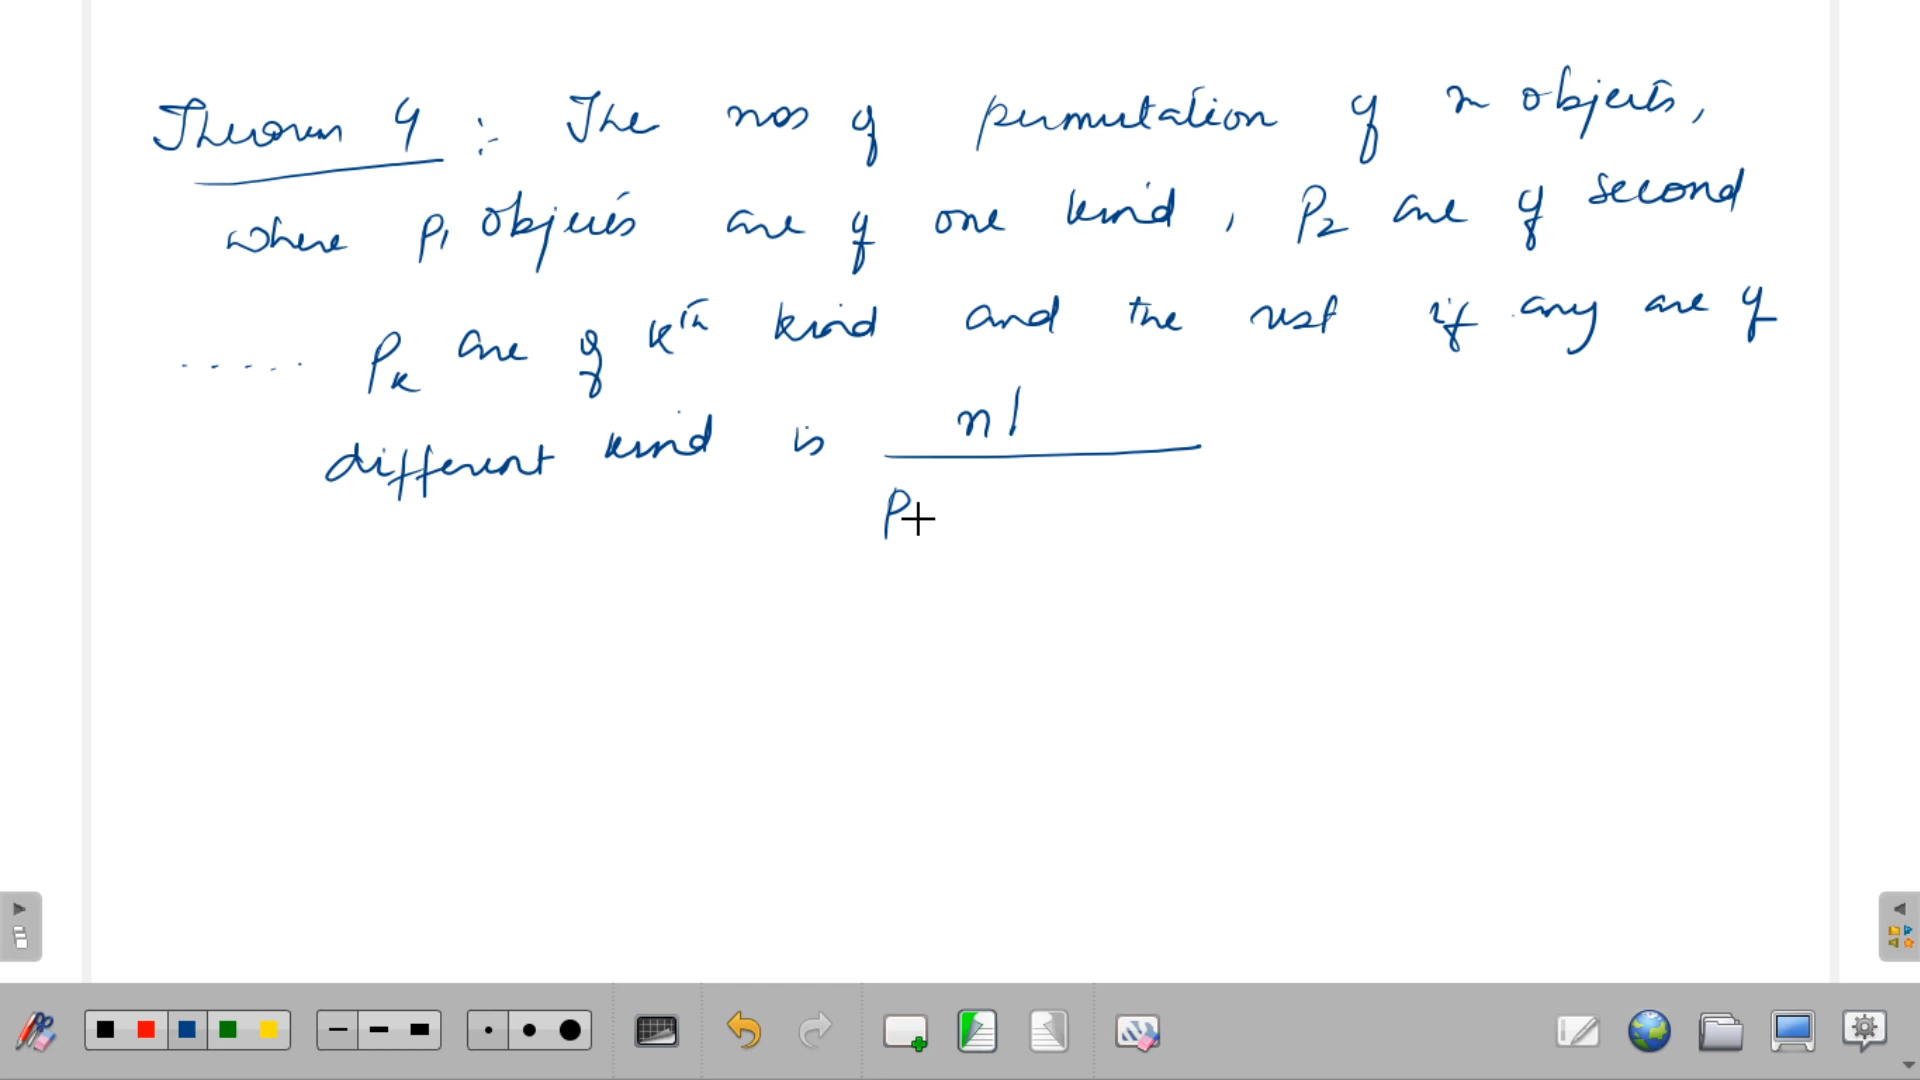 Theorem 4 : The nos of permutation of n objects,
where P1 objects are of one kind, P2 are of second
..... Pk are of kth kind and the rest if any are of
different kind is n!
P